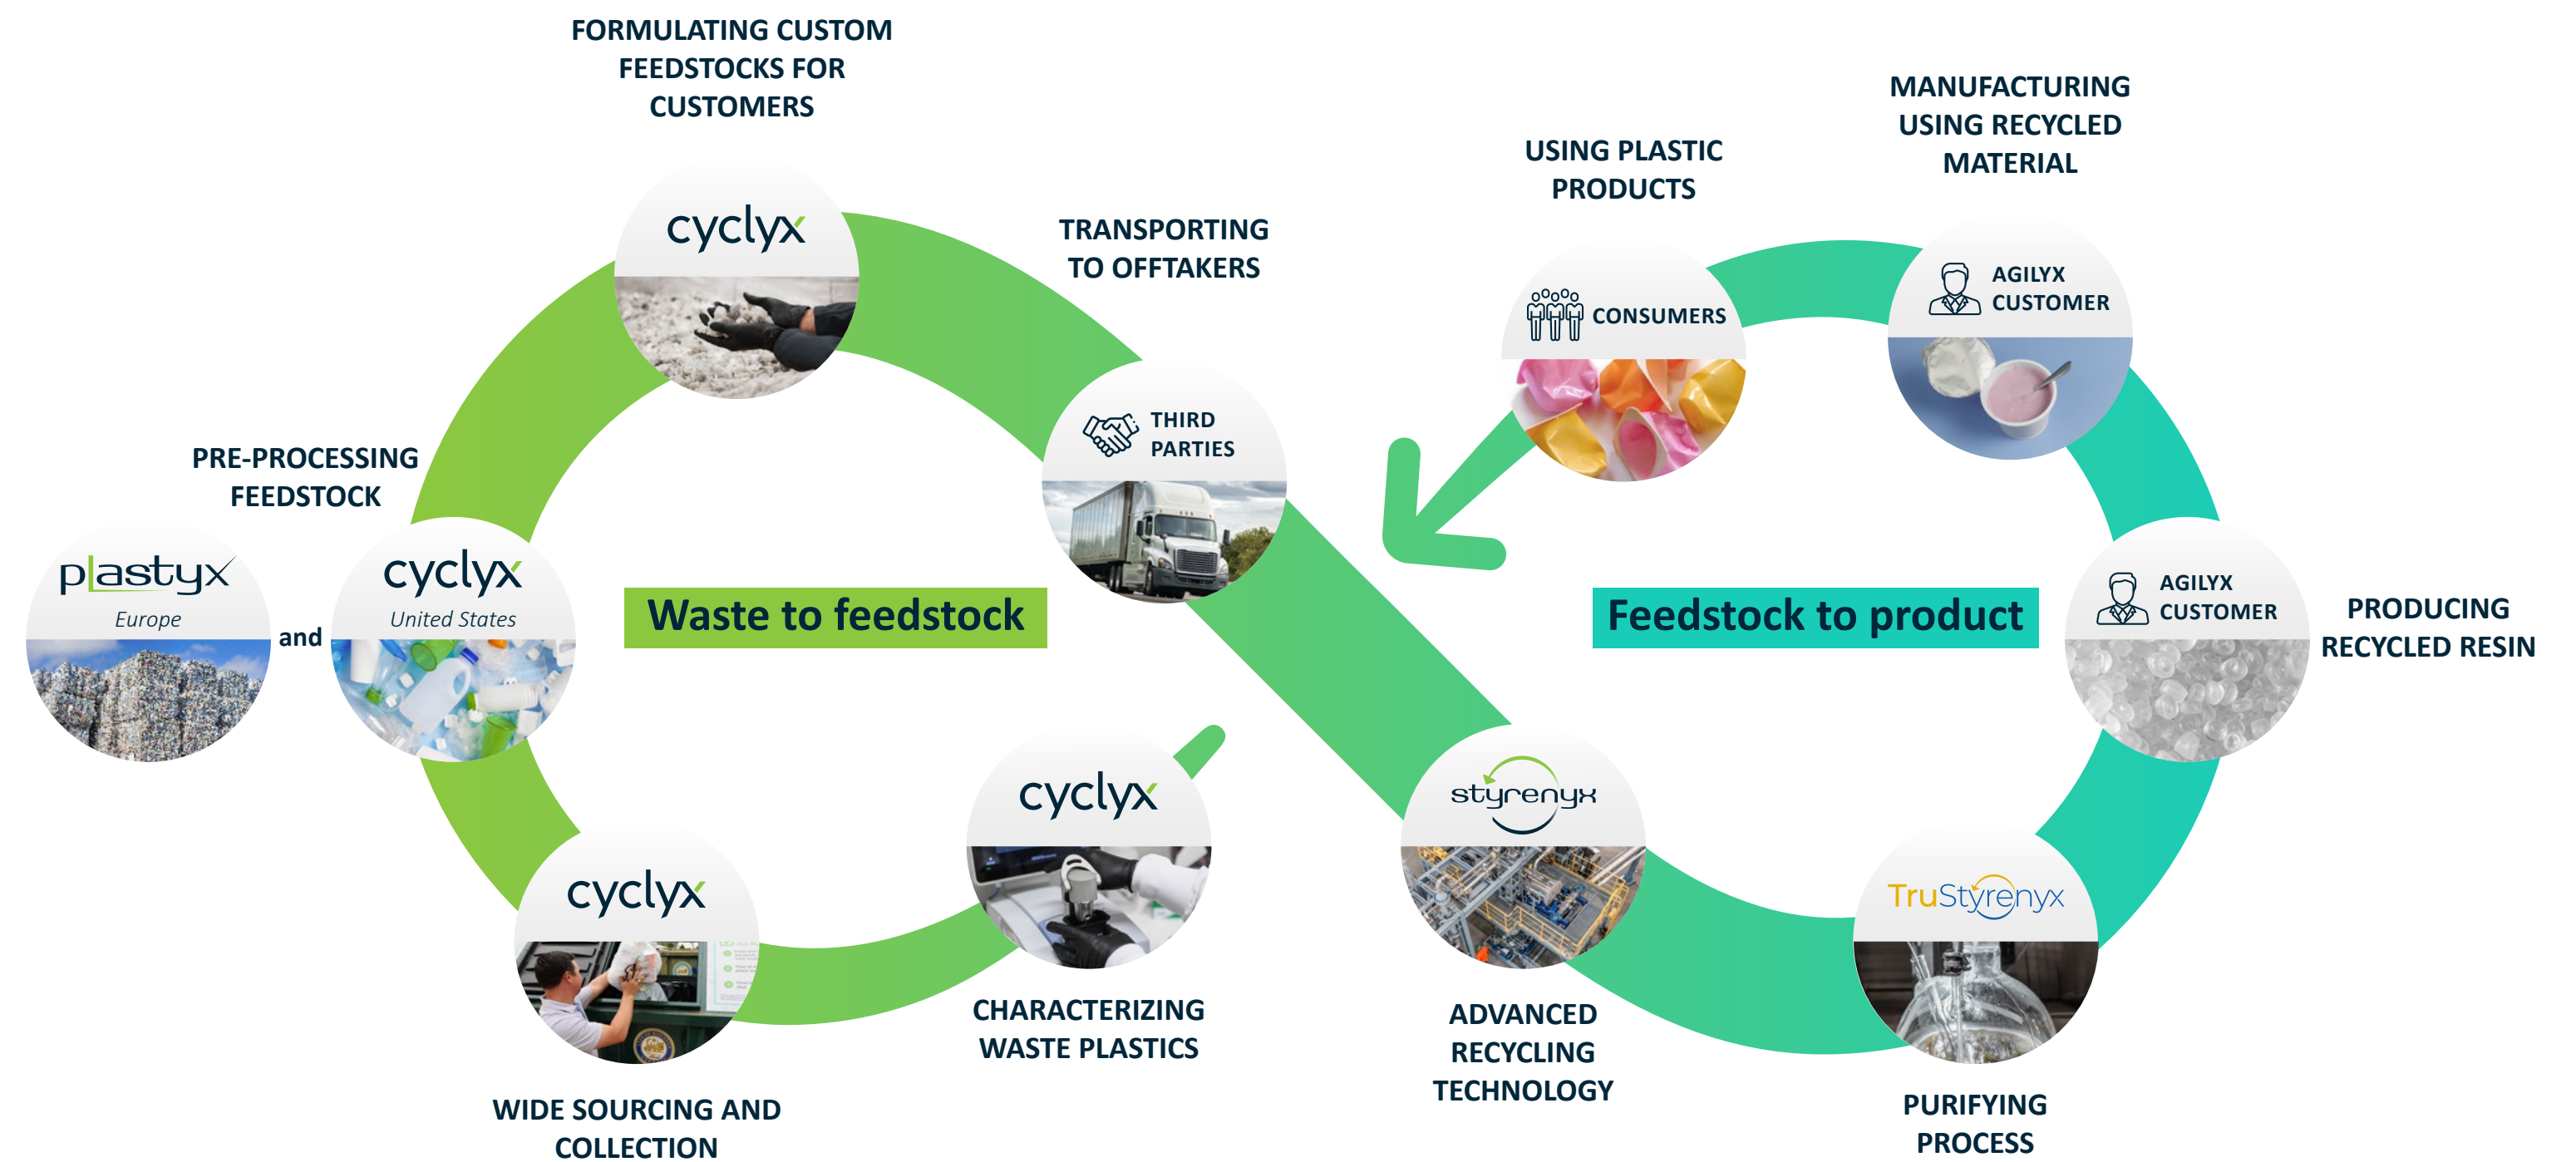 FORMULATING CUSTOM
FEEDSTOCKS FOR
CUSTOMERS
cyclyx
TRANSPORTING
TO OFFTAKERS
THIRD
PARTIES
PRE-PROCESSING
FEEDSTOCK
plastyx
Europe
and
cyclyx
United States
Waste to feedstock
cyclyx
WIDE SOURCING AND
COLLECTION
cyclyx
CHARACTERIZING
WASTE PLASTICS
USING PLASTIC
PRODUCTS
CONSUMERS
MANUFACTURING
USING RECYCLED
MATERIAL
AGILYX
CUSTOMER
Feedstock to product
AGILYX
CUSTOMER
PRODUCING
RECYCLED RESIN
styrenyx
ADVANCED
RECYCLING
TECHNOLOGY
TruStyrenyx
PURIFYING
PROCESS